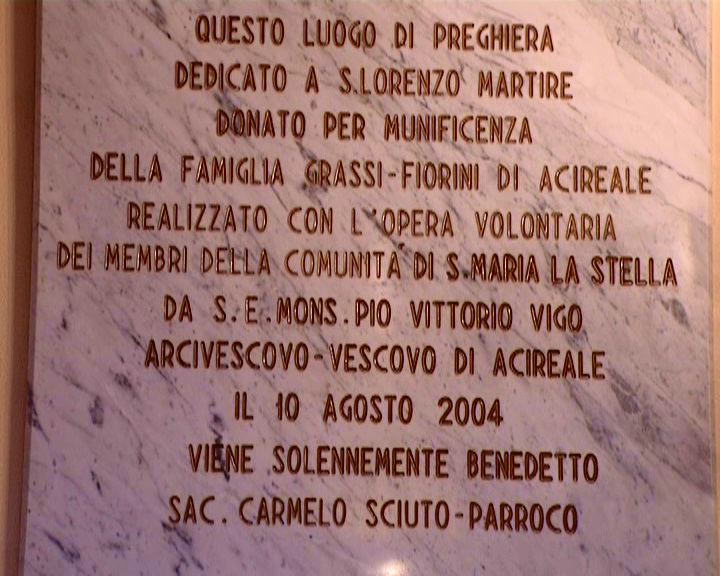 QUESTO LUOGO DI PREGHIERA
DEDICATO A S.LORENZO MARTIRE
DONATO PER MUNIFICENZA
DELLA FAMIGLIA GRASSI-FIORINI DI ACIREALE
REALIZZATO CON L'OPERA VOLONTARIA
DEI MEMBRI DELLA COMUNITÀ DI S.MARIA LA STELLA
DA S.E.MONS.PIO VITTORIO VIGO
ARCIVESCOVO-VESCOVO DI ACIREALE
IL 10 AGOSTO 2004
VIENE SOLENNEMENTE BENEDETTO
SAC. CARMELO SCIUTO-PARROCO